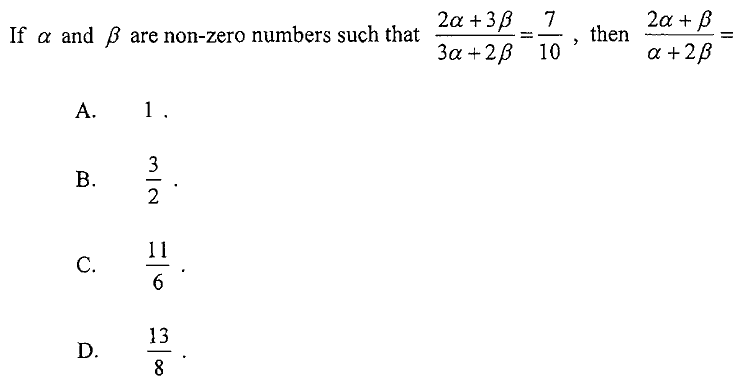 If α and β are non-zero numbers such that (2α + 3β)/(3α + 2β) = 7/10 , then (2α + β)/(α + 2β) =
A. 1 .
B. 3/2 .
C. 11/6 .
D. 13/8 .